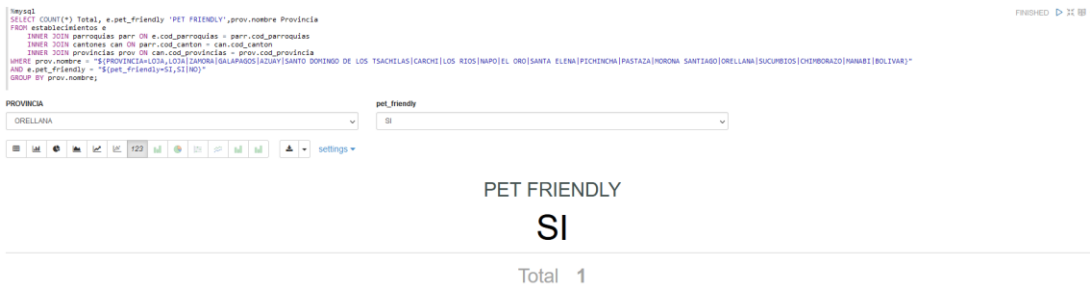 %mysql
FINISHED
SELECT COUNT(*) Total, e.pet_friendly 'PET FRIENDLY',prov.nombre Provincia
FROM establecimientos e
INNER JOIN parroquias parr ON e.cod_parroquias = parr.cod_parroquias
INNER JOIN cantones can ON parr.cod_canton = can.cod_canton
INNER JOIN provincias prov ON can.cod_provincias = prov.cod_provincia
WHERE prov.nombre = "${PROVINCIA=LOJA,LOJA|ZAMORA|GALAPAGOS|AZUAY|SANTO DOMINGO DE LOS TSACHILAS|CARCHI|LOS RIOS|NAPO|EL ORO|SANTA ELENA|PICHINCHA|PASTAZA|MORONA SANTIAGO|ORELLANA|SUCUMBIOS|CHIMBORAZO|MANABI|BOLIVAR}"
AND e.pet_friendly = "${pet_friendly=SI,SI|NO}"
GROUP BY prov.nombre;
PROVINCIA
pet_friendly
ORELLANA
SI
123
settings
PET FRIENDLY
SI
Total 1